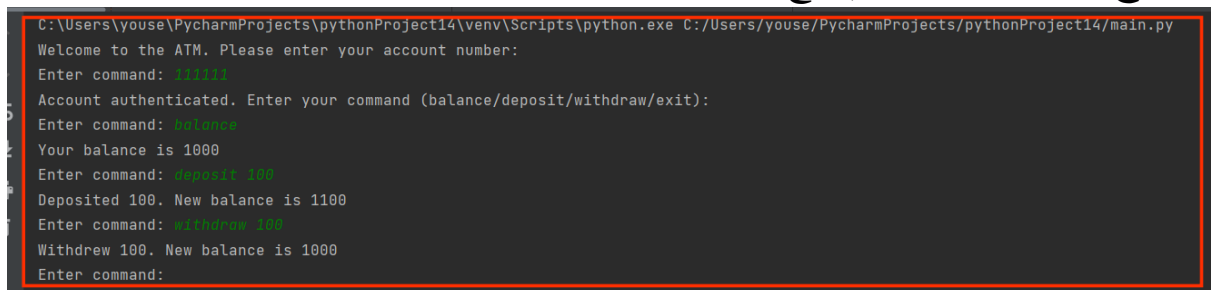 C:\Users\youse\PycharmProjects\pythonProject14\venv\Scripts\python.exe C:/Users/youse/PycharmProjects/pythonProject14/main.py
Welcome to the ATM. Please enter your account number:
Enter command: 111111
Account authenticated. Enter your command (balance/deposit/withdraw/exit):
Enter command: balance
Your balance is 1000
Enter command: deposit 100
Deposited 100. New balance is 1100
Enter command: withdraw 100
Withdrew 100. New balance is 1000
Enter command: